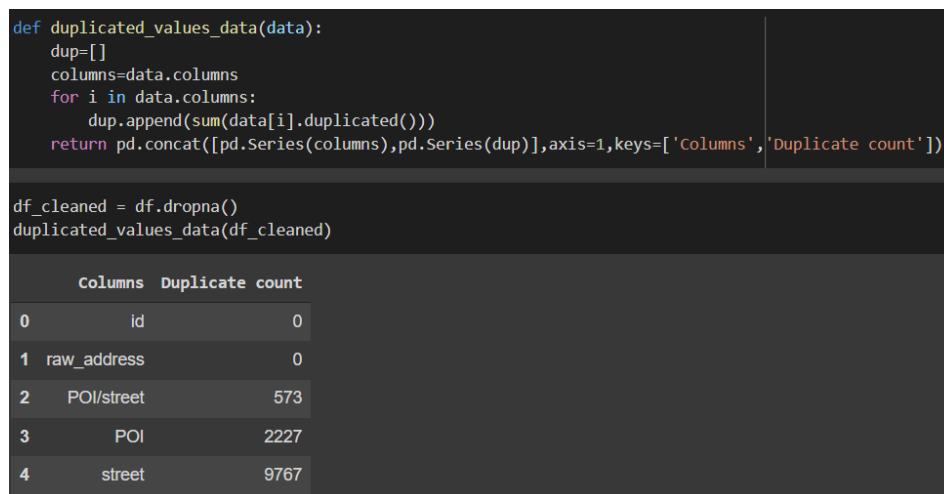 def duplicated_values_data(data):
    dup=[]
    columns=data.columns
    for i in data.columns:
        dup.append(sum(data[i].duplicated()))
    return pd.concat([pd.Series(columns),pd.Series(dup)],axis=1,keys=['Columns','Duplicate count'])
df_cleaned = df.dropna()
duplicated_values_data(df_cleaned)
Columns Duplicate count
0 id 0
1 raw_address 0
2 POI/street 573
3 POI 2227
4 street 9767